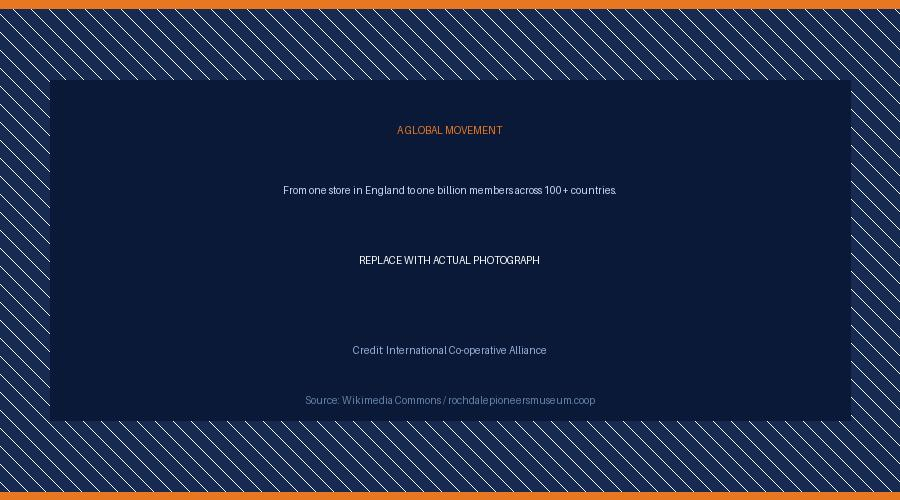 A GLOBAL MOVEMENT
From one store in England to one billion members across 100+ countries.
REPLACE WITH ACTUAL PHOTOGRAPH
Credit: International Co-operative Alliance
Source: Wikimedia Commons / rochdalepioneersmuseum.coop